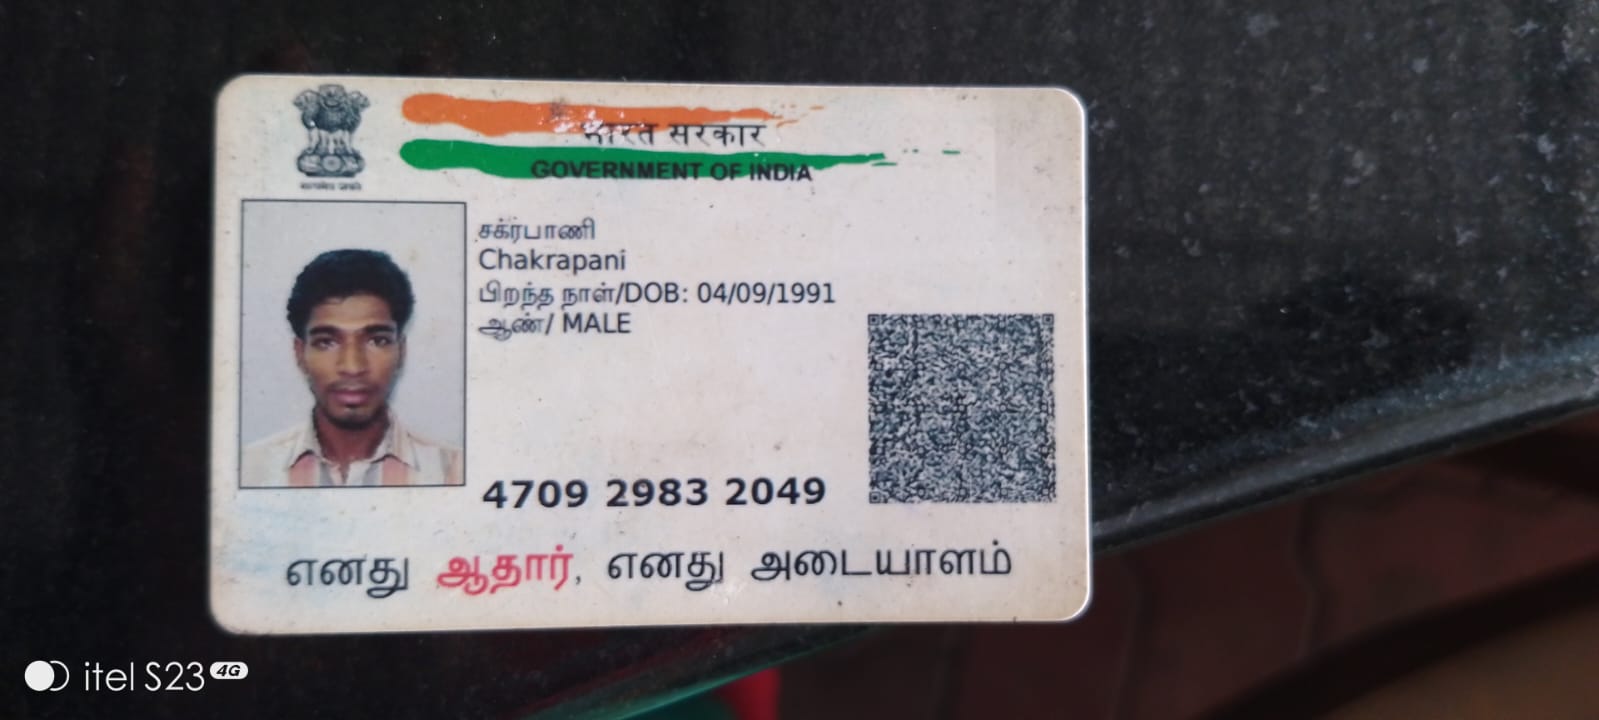 भारत सरकार
GOVERNMENT OF INDIA
சக்ரபாணி
Chakrapani
பிறந்த நாள்/DOB: 04/09/1991
ஆண்/ MALE
4709 2983 2049
எனது ஆதார், எனது அடையாளம்
itel S23 4G